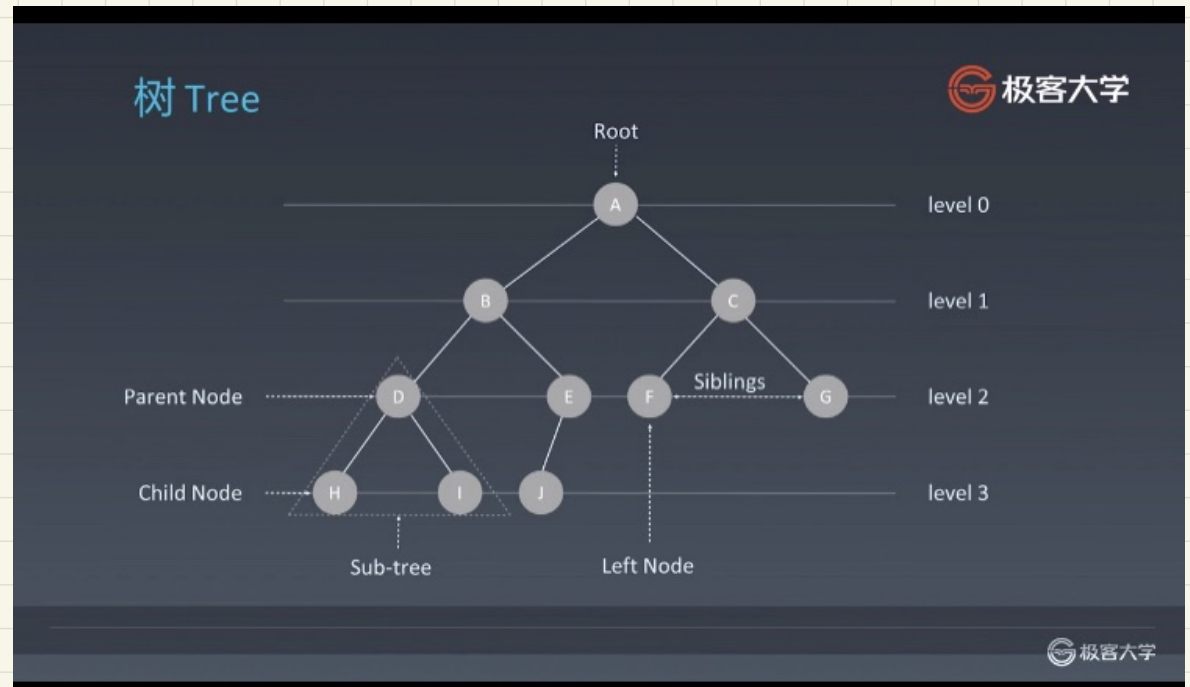 树 Tree
极客大学
Root
A
level 0
B
C
level 1
Parent Node
D
E
F
Siblings
G
level 2
Child Node
H
I
J
level 3
Sub-tree
Left Node
极客大学